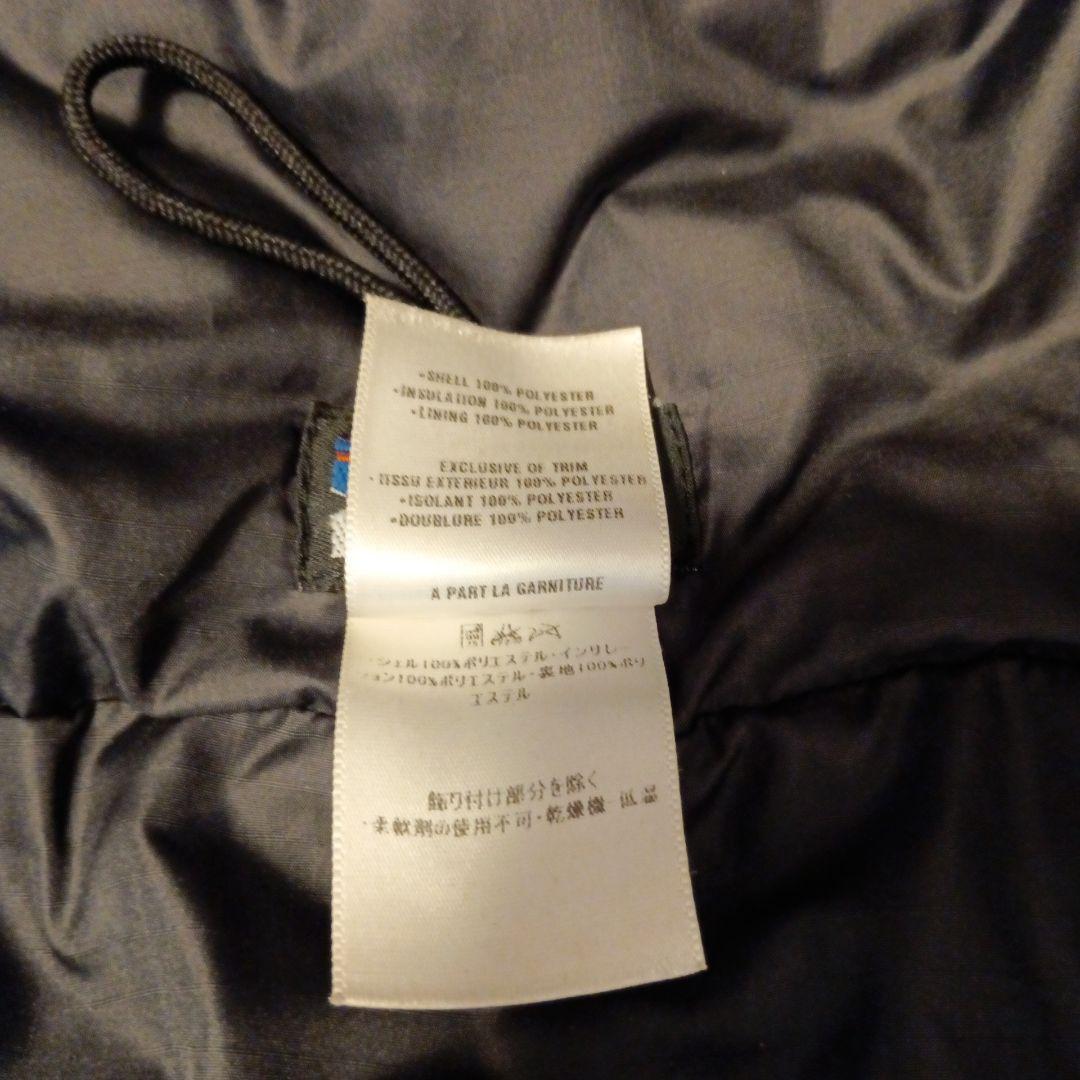 •SHELL 100% POLYESTER
•INSULATION 100% POLYESTER
•LINING 100% POLYESTER
EXCLUSIVE OF TRIM
•TISSU EXTERIEUR 100% POLYESTER
•ISOLANT 100% POLYESTER
•DOUBLURE 100% POLYESTER
A PART LA GARNITURE
・シェル100%ポリエステル・インサレー
ション100%ポリエステル・裏地100%ポリ
エステル
飾り付け部分を除く
・柔軟剤の使用不可・乾燥機－低温